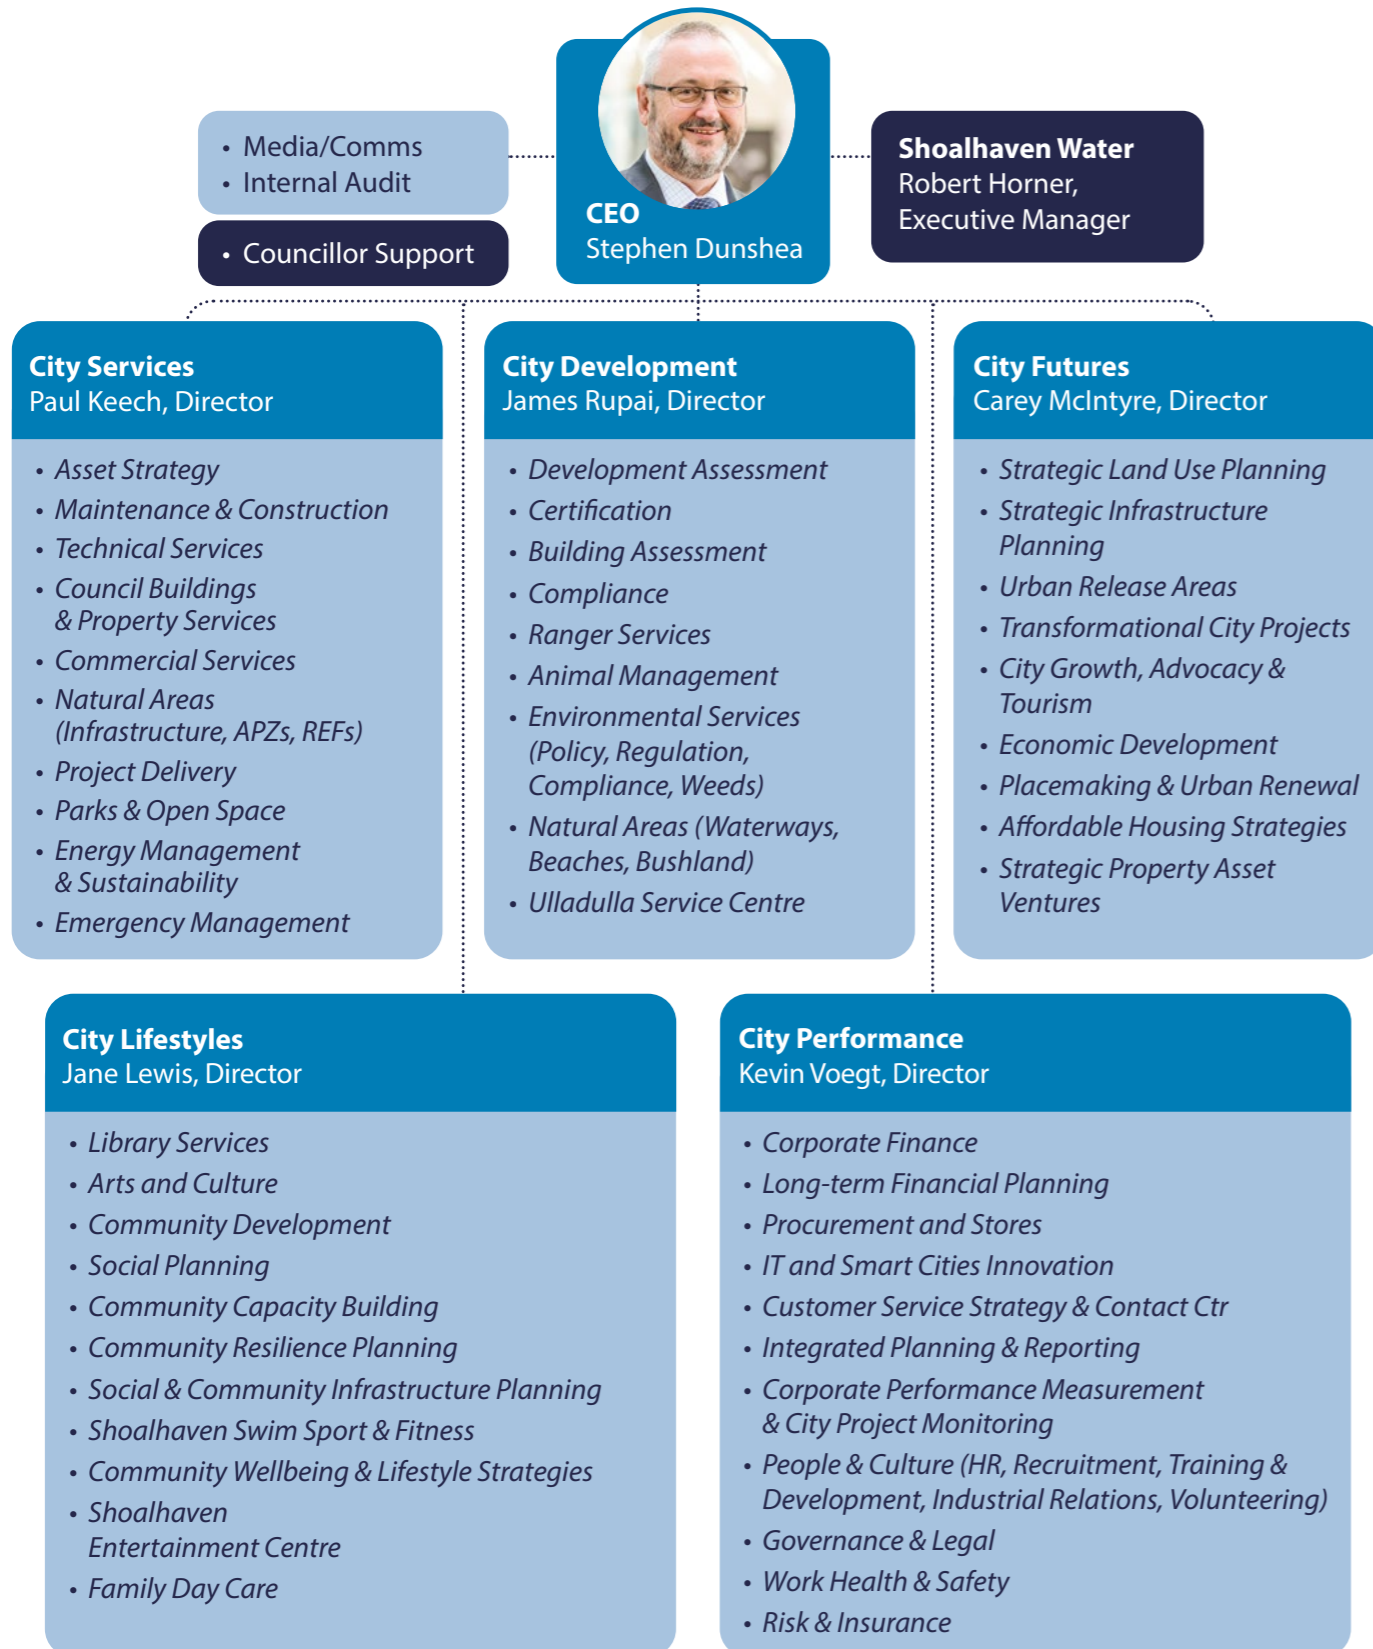 • Media/Comms
• Internal Audit
• Councillor Support
CEO
Stephen Dunshea
Shoalhaven Water
Robert Horner,
Executive Manager
City Services
Paul Keech, Director
• Asset Strategy
• Maintenance & Construction
• Technical Services
• Council Buildings
& Property Services
• Commercial Services
• Natural Areas
(Infrastructure, APZs, REFs)
• Project Delivery
• Parks & Open Space
• Energy Management
& Sustainability
• Emergency Management
City Development
James Rupai, Director
• Development Assessment
• Certification
• Building Assessment
• Compliance
• Ranger Services
• Animal Management
• Environmental Services
(Policy, Regulation,
Compliance, Weeds)
• Natural Areas (Waterways,
Beaches, Bushland)
• Ulladulla Service Centre
City Futures
Carey McIntyre, Director
• Strategic Land Use Planning
• Strategic Infrastructure
Planning
• Urban Release Areas
• Transformational City Projects
• City Growth, Advocacy &
Tourism
• Economic Development
• Placemaking & Urban Renewal
• Affordable Housing Strategies
• Strategic Property Asset
Ventures
City Lifestyles
Jane Lewis, Director
• Library Services
• Arts and Culture
• Community Development
• Social Planning
• Community Capacity Building
• Community Resilience Planning
• Social & Community Infrastructure Planning
• Shoalhaven Swim Sport & Fitness
• Community Wellbeing & Lifestyle Strategies
• Shoalhaven
Entertainment Centre
• Family Day Care
City Performance
Kevin Voegt, Director
• Corporate Finance
• Long-term Financial Planning
• Procurement and Stores
• IT and Smart Cities Innovation
• Customer Service Strategy & Contact Ctr
• Integrated Planning & Reporting
• Corporate Performance Measurement
& City Project Monitoring
• People & Culture (HR, Recruitment, Training &
Development, Industrial Relations, Volunteering)
• Governance & Legal
• Work Health & Safety
• Risk & Insurance